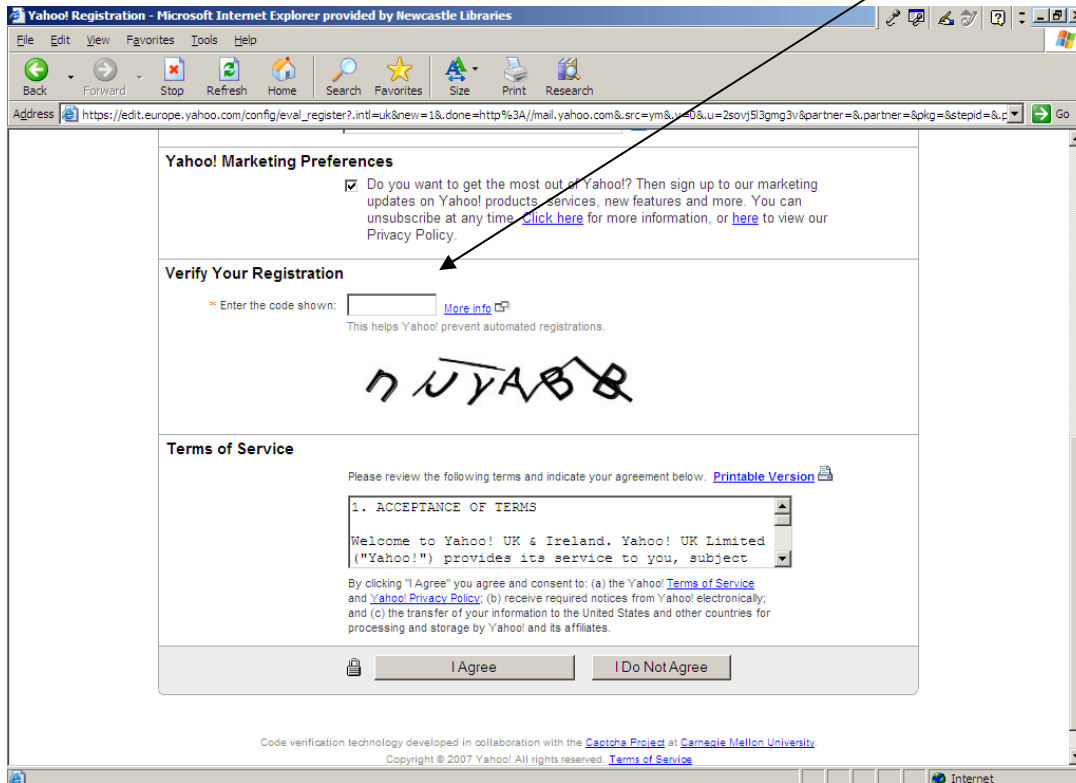 Yahoo! Registration - Microsoft Internet Explorer provided by Newcastle Libraries
File Edit View Favorites Tools Help
Back Forward Stop Refresh Home Search Favorites Size Print Research
Address https://edit.europe.yahoo.com/config/eval_register?.intl=uk&new=1&.done=http%3A//mail.yahoo.com&.src=ym&.v=0&.u=2sovj5l3gmg3v&partner=&.partner=&pkg=&stepid=&.p Go
Yahoo! Marketing Preferences
Do you want to get the most out of Yahoo!? Then sign up to our marketing
updates on Yahoo! products, services, new features and more. You can
unsubscribe at any time. Click here for more information, or here to view our
Privacy Policy.
Verify Your Registration
* Enter the code shown: More info
This helps Yahoo! prevent automated registrations.
Terms of Service
Please review the following terms and indicate your agreement below. Printable Version
1. ACCEPTANCE OF TERMS
Welcome to Yahoo! UK & Ireland. Yahoo! UK Limited
("Yahoo!") provides its service to you, subject
By clicking "I Agree" you agree and consent to: (a) the Yahoo! Terms of Service
and Yahoo! Privacy Policy; (b) receive required notices from Yahoo! electronically;
and (c) the transfer of your information to the United States and other countries for
processing and storage by Yahoo! and its affiliates.
I Agree I Do Not Agree
Code verification technology developed in collaboration with the Captcha Project at Carnegie Mellon University.
Copyright © 2007 Yahoo! All rights reserved. Terms of Service
Internet